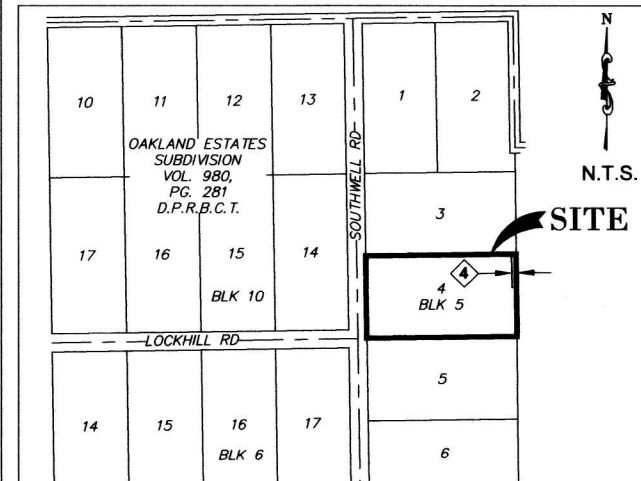 N
N.T.S.
10
11
12
13
1
2
OAKLAND ESTATES
SUBDIVISION
VOL. 980,
PG. 281
D.P.R.B.C.T.
SOUTHWELL RD
3
SITE
17
16
15
14
BLK 10
4
4
BLK 5
LOCKHILL RD
5
14
15
16
17
BLK 6
6